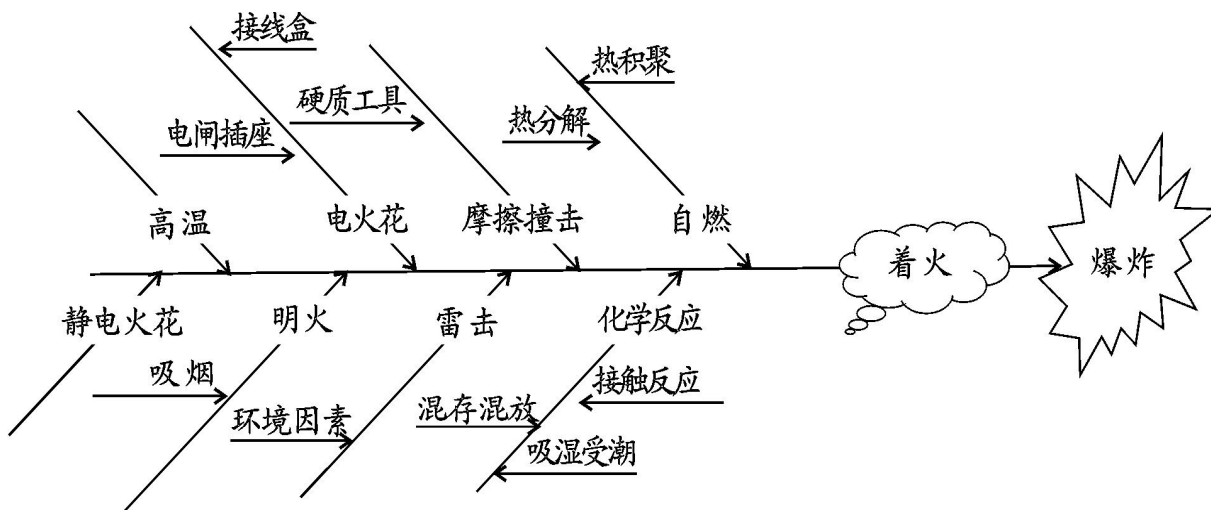 接线盒
热积聚
硬质工具
电闸插座
热分解
高温
电火花
摩擦撞击
自燃
着火
爆炸
静电火花
明火
雷击
化学反应
吸烟
接触反应
环境因素
混存混放
吸湿受潮